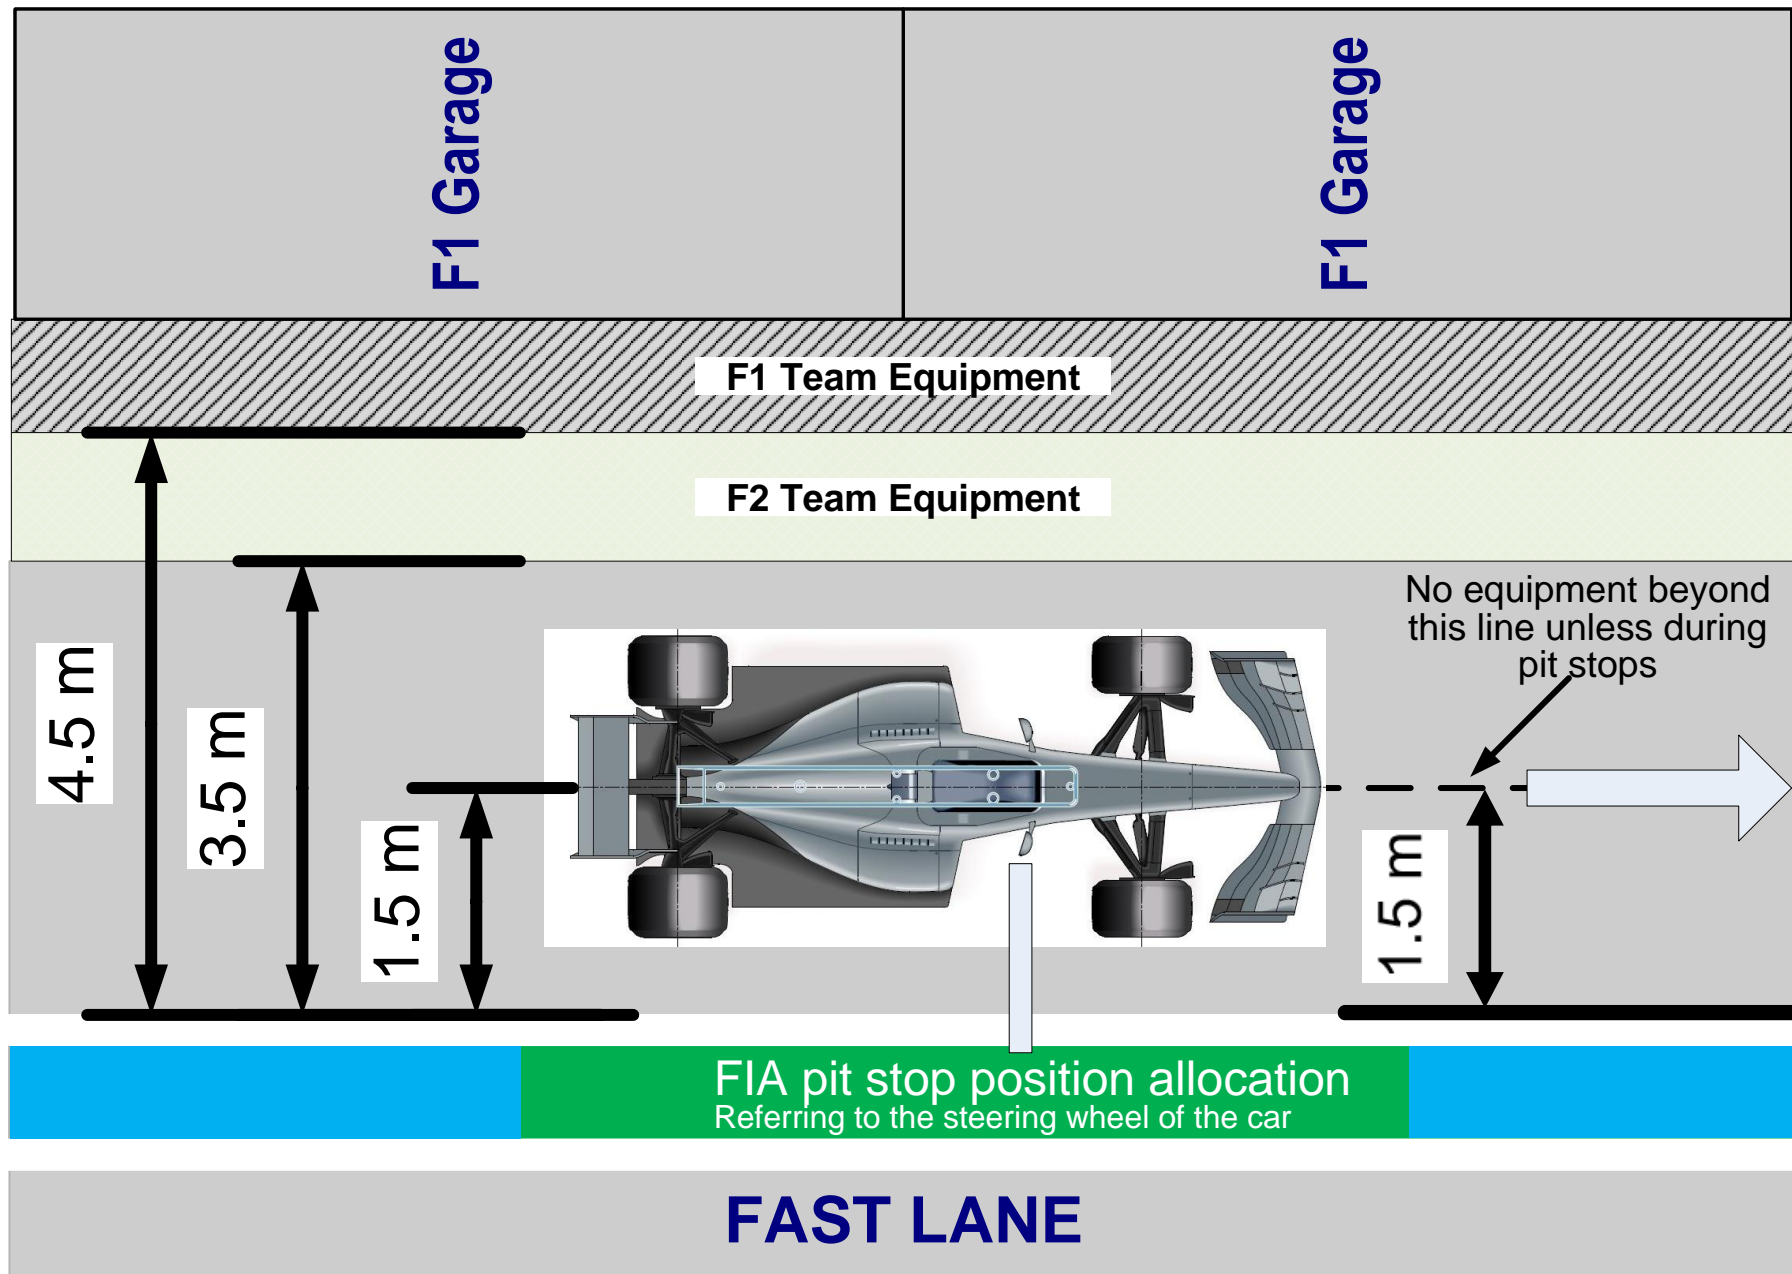 F1 Garage
F1 Garage
F1 Team Equipment
F2 Team Equipment
No equipment beyond
this line unless during
pit stops
4.5 m
3.5 m
1.5 m
1.5 m
FIA pit stop position allocation
Referring to the steering wheel of the car
FAST LANE